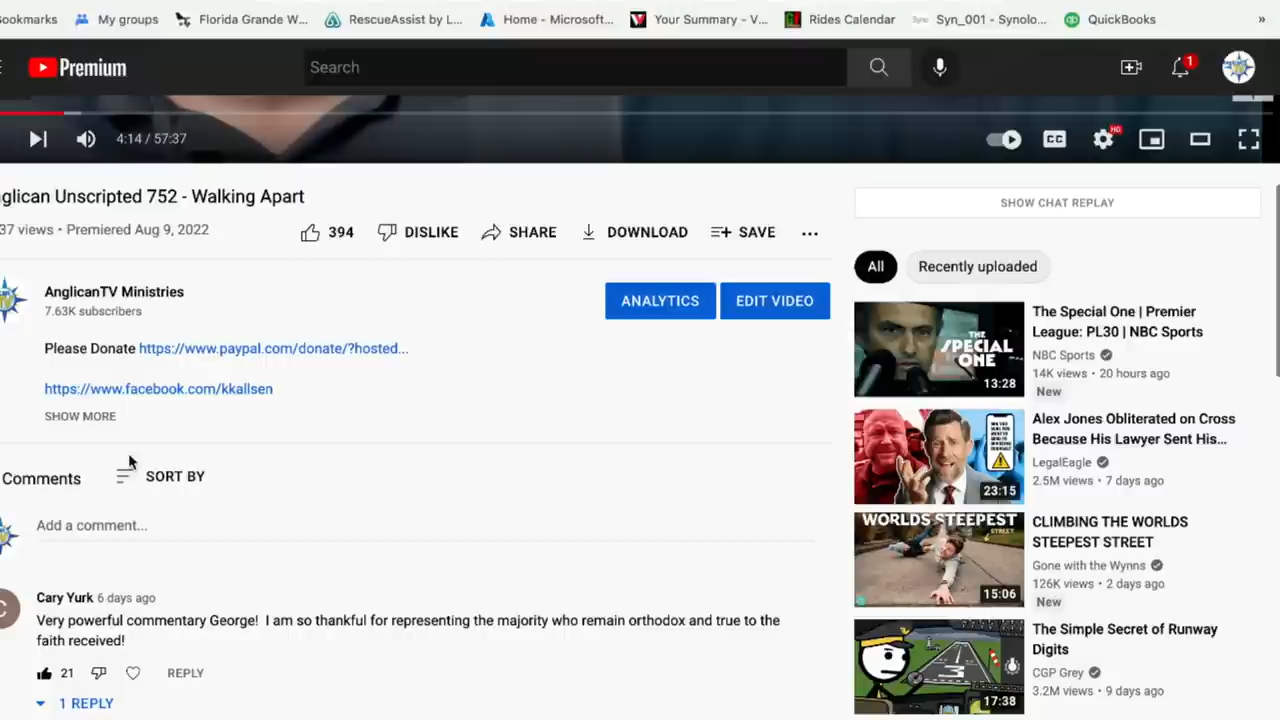 ookmarks
My groups
Florida Grande W...
RescueAssist by L...
Home - Microsoft...
Your Summary - V...
Rides Calendar
Syn_001 - Synolo...
QuickBooks
»
Premium
Search
1
4:14 / 57:37
CC
HD
glican Unscripted 752 - Walking Apart
37 views • Premiered Aug 9, 2022
394
DISLIKE
SHARE
DOWNLOAD
SAVE
AnglicanTV Ministries
7.63K subscribers
ANALYTICS
EDIT VIDEO
Please Donate https://www.paypal.com/donate/?hosted...
https://www.facebook.com/kkallsen
SHOW MORE
Comments
SORT BY
Add a comment...
C
Cary Yurk 6 days ago
Very powerful commentary George! I am so thankful for representing the majority who remain orthodox and true to the
faith received!
21
REPLY
1 REPLY
SHOW CHAT REPLAY
All
Recently uploaded
THE
SPECIAL
ONE
13:28
The Special One | Premier
League: PL30 | NBC Sports
NBC Sports
14K views • 20 hours ago
New
23:15
Alex Jones Obliterated on Cross
Because His Lawyer Sent His...
LegalEagle
2.5M views • 7 days ago
WORLDS STEEPEST
STREET
15:06
CLIMBING THE WORLDS
STEEPEST STREET
Gone with the Wynns
126K views • 2 days ago
New
17:38
The Simple Secret of Runway
Digits
CGP Grey
3.2M views • 9 days ago